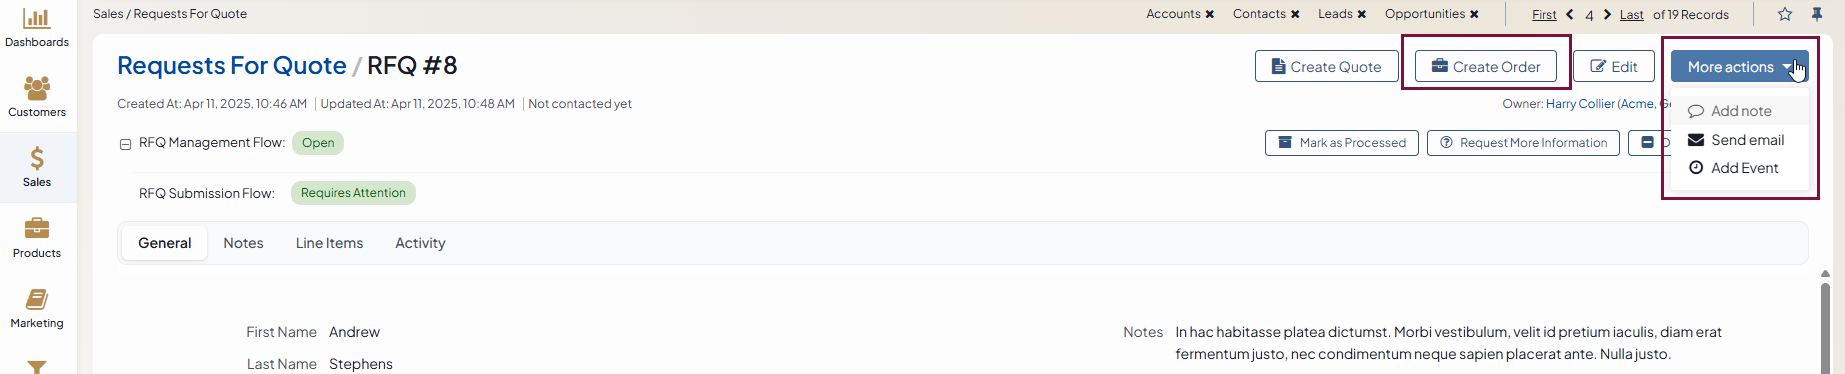 Dashboards
Customers
Sales
Products
Marketing
Sales / Requests For Quote
Accounts ✖ Contacts ✖ Leads ✖ Opportunities ✖ First 4 Last of 19 Records
Requests For Quote / RFQ #8
Create Quote Create Order Edit More actions
Created At: Apr 11, 2025, 10:46 AM Updated At: Apr 11, 2025, 10:48 AM Not contacted yet
Owner: Harry Collier (Acme,
Add note
Send email
Add Event
RFQ Management Flow: Open
Mark as Processed Request More Information
RFQ Submission Flow: Requires Attention
General Notes Line Items Activity
First Name Andrew
Last Name Stephens
Notes In hac habitasse platea dictumst. Morbi vestibulum, velit id pretium iaculis, diam erat
fermentum justo, nec condimentum neque sapien placerat ante. Nulla justo.